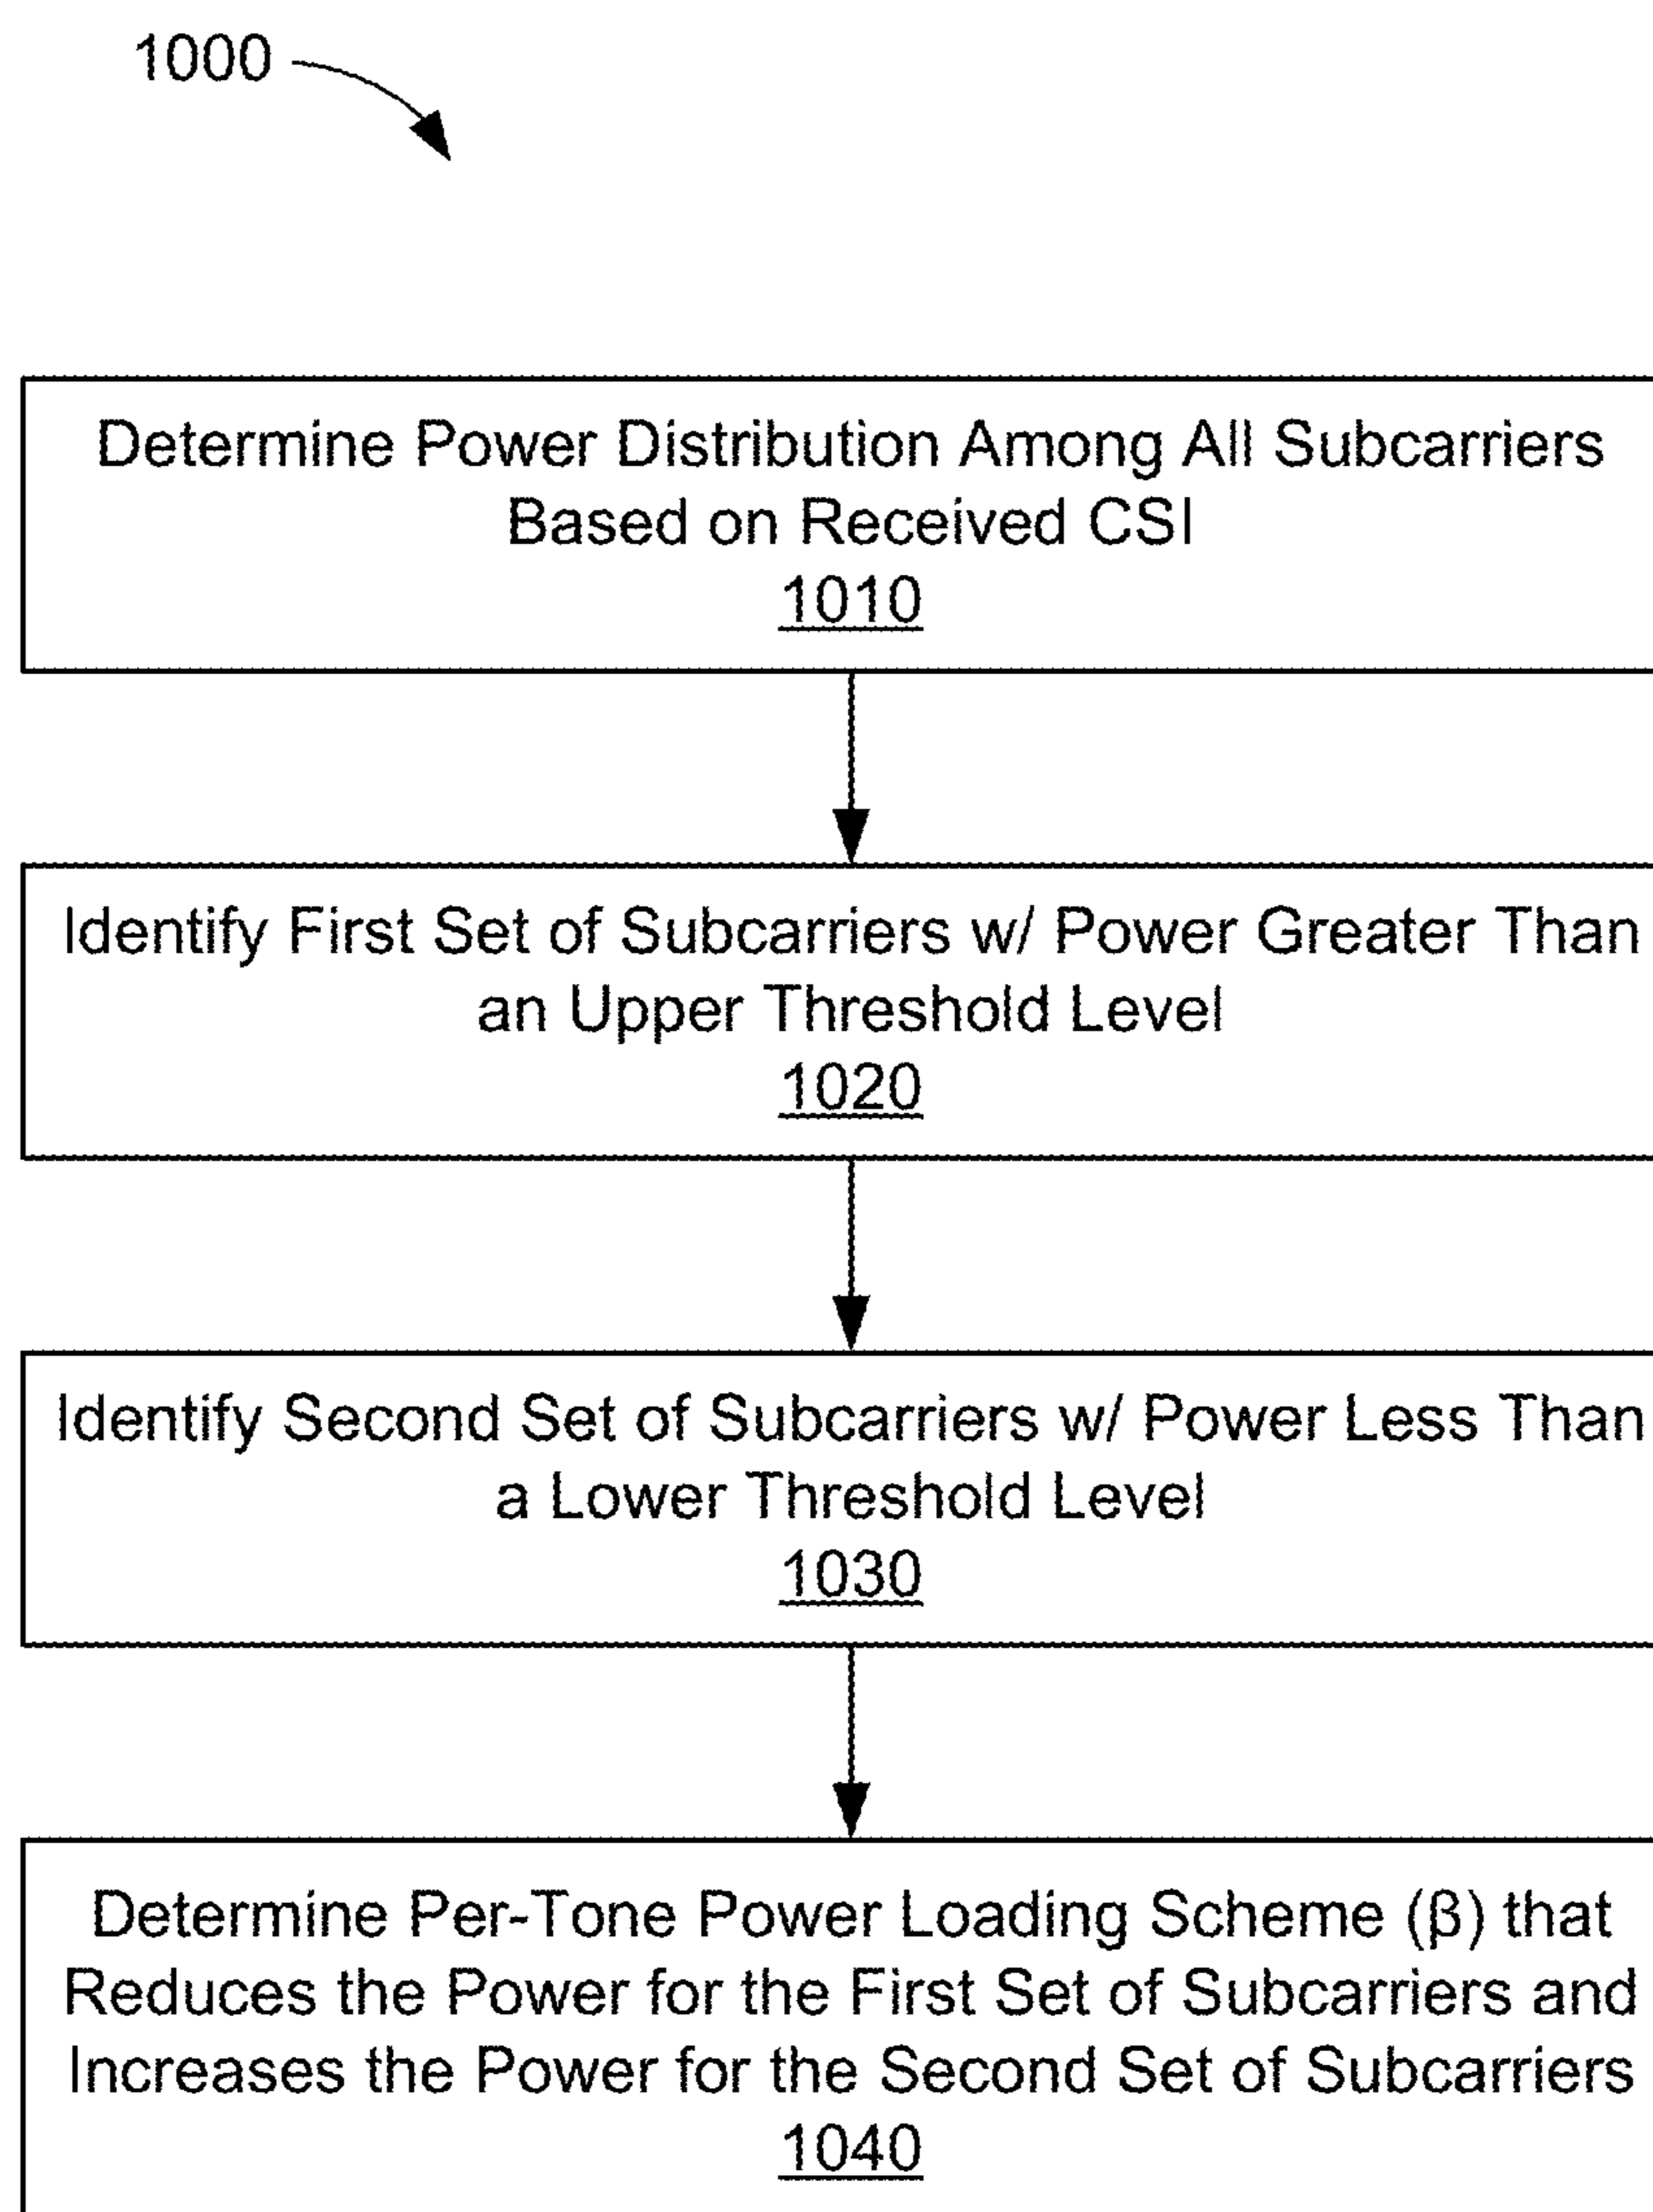 1000
Determine Power Distribution Among All Subcarriers
Based on Received CSI
1010
Identify First Set of Subcarriers w/ Power Greater Than
an Upper Threshold Level
1020
Identify Second Set of Subcarriers w/ Power Less Than
a Lower Threshold Level
1030
Determine Per-Tone Power Loading Scheme (β) that
Reduces the Power for the First Set of Subcarriers and
Increases the Power for the Second Set of Subcarriers
1040